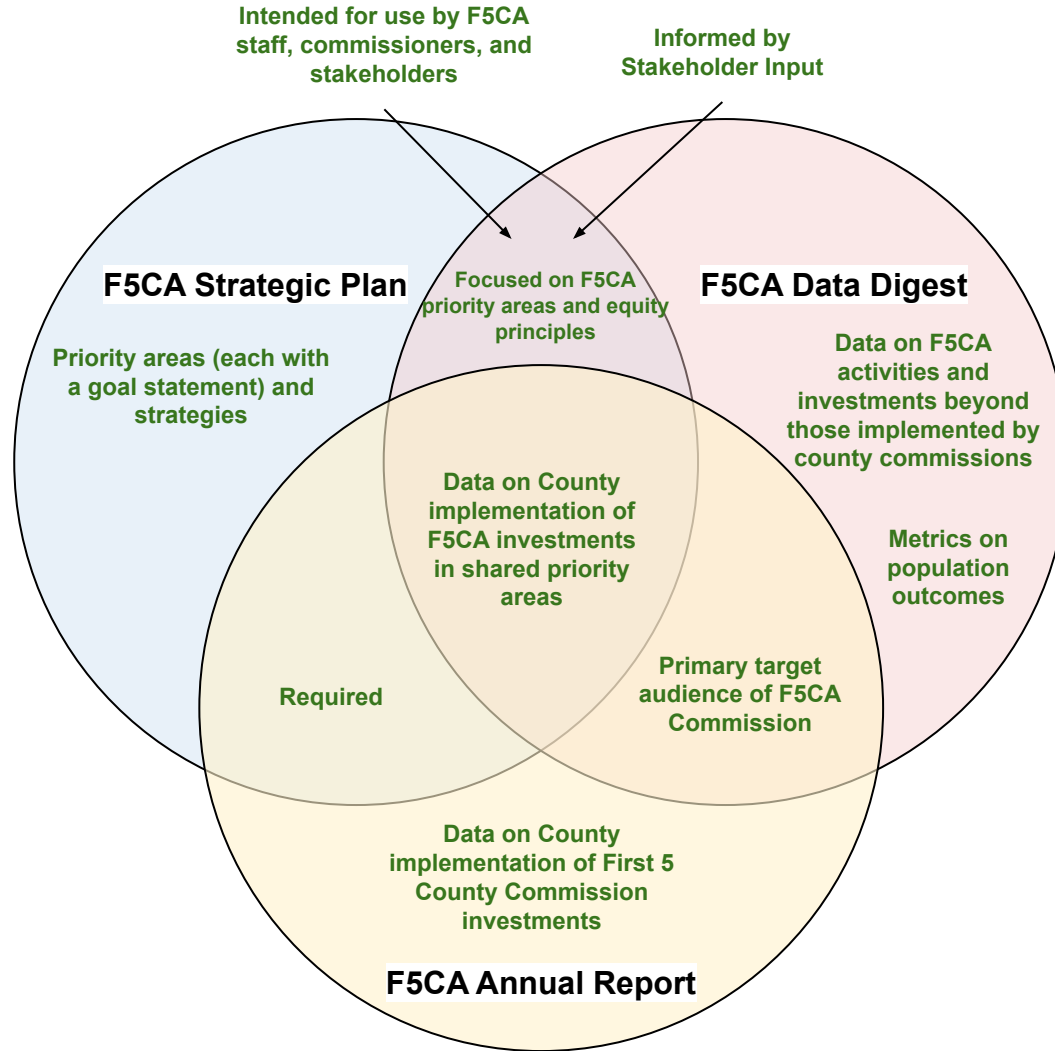 Intended for use by F5CA
staff, commissioners, and
stakeholders
Informed by
Stakeholder Input
F5CA Strategic Plan
Focused on F5CA
priority areas and equity
principles
F5CA Data Digest
Priority areas (each with
a goal statement) and
strategies
Data on F5CA
activities and
investments beyond
those implemented by
county commissions
Data on County
implementation of
F5CA investments
in shared priority
areas
Metrics on
population
outcomes
Required
Primary target
audience of F5CA
Commission
Data on County
implementation of First 5
County Commission
investments
F5CA Annual Report